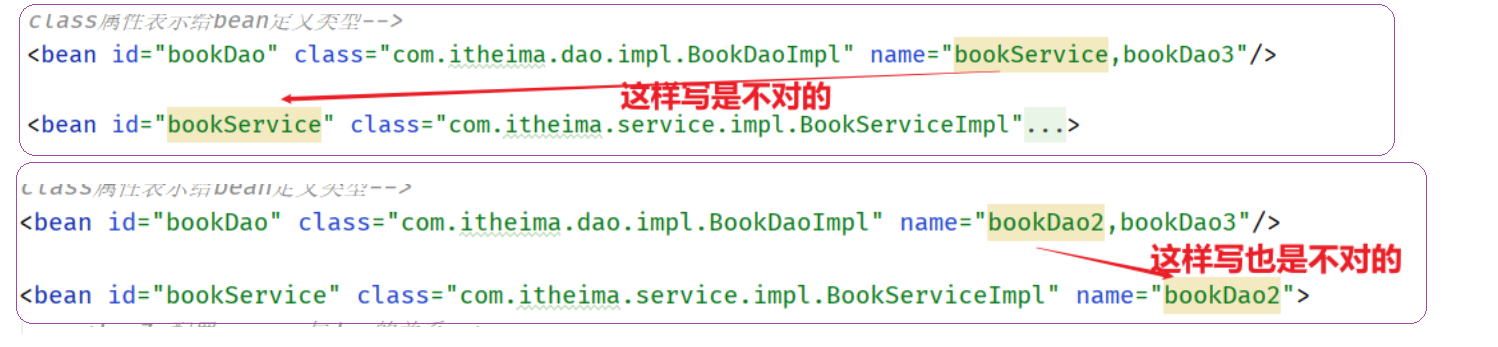 class属性表示给bean定义类型-->
<bean id="bookDao" class="com.itheima.dao.impl.BookDaoImpl" name="bookService,bookDao3"/>
这样写是不对的
<bean id="bookService" class="com.itheima.service.impl.BookServiceImpl"...>
class属性表示给bean定义类型-->
<bean id="bookDao" class="com.itheima.dao.impl.BookDaoImpl" name="bookDao2,bookDao3"/>
这样写也是不对的
<bean id="bookService" class="com.itheima.service.impl.BookServiceImpl" name="bookDao2">